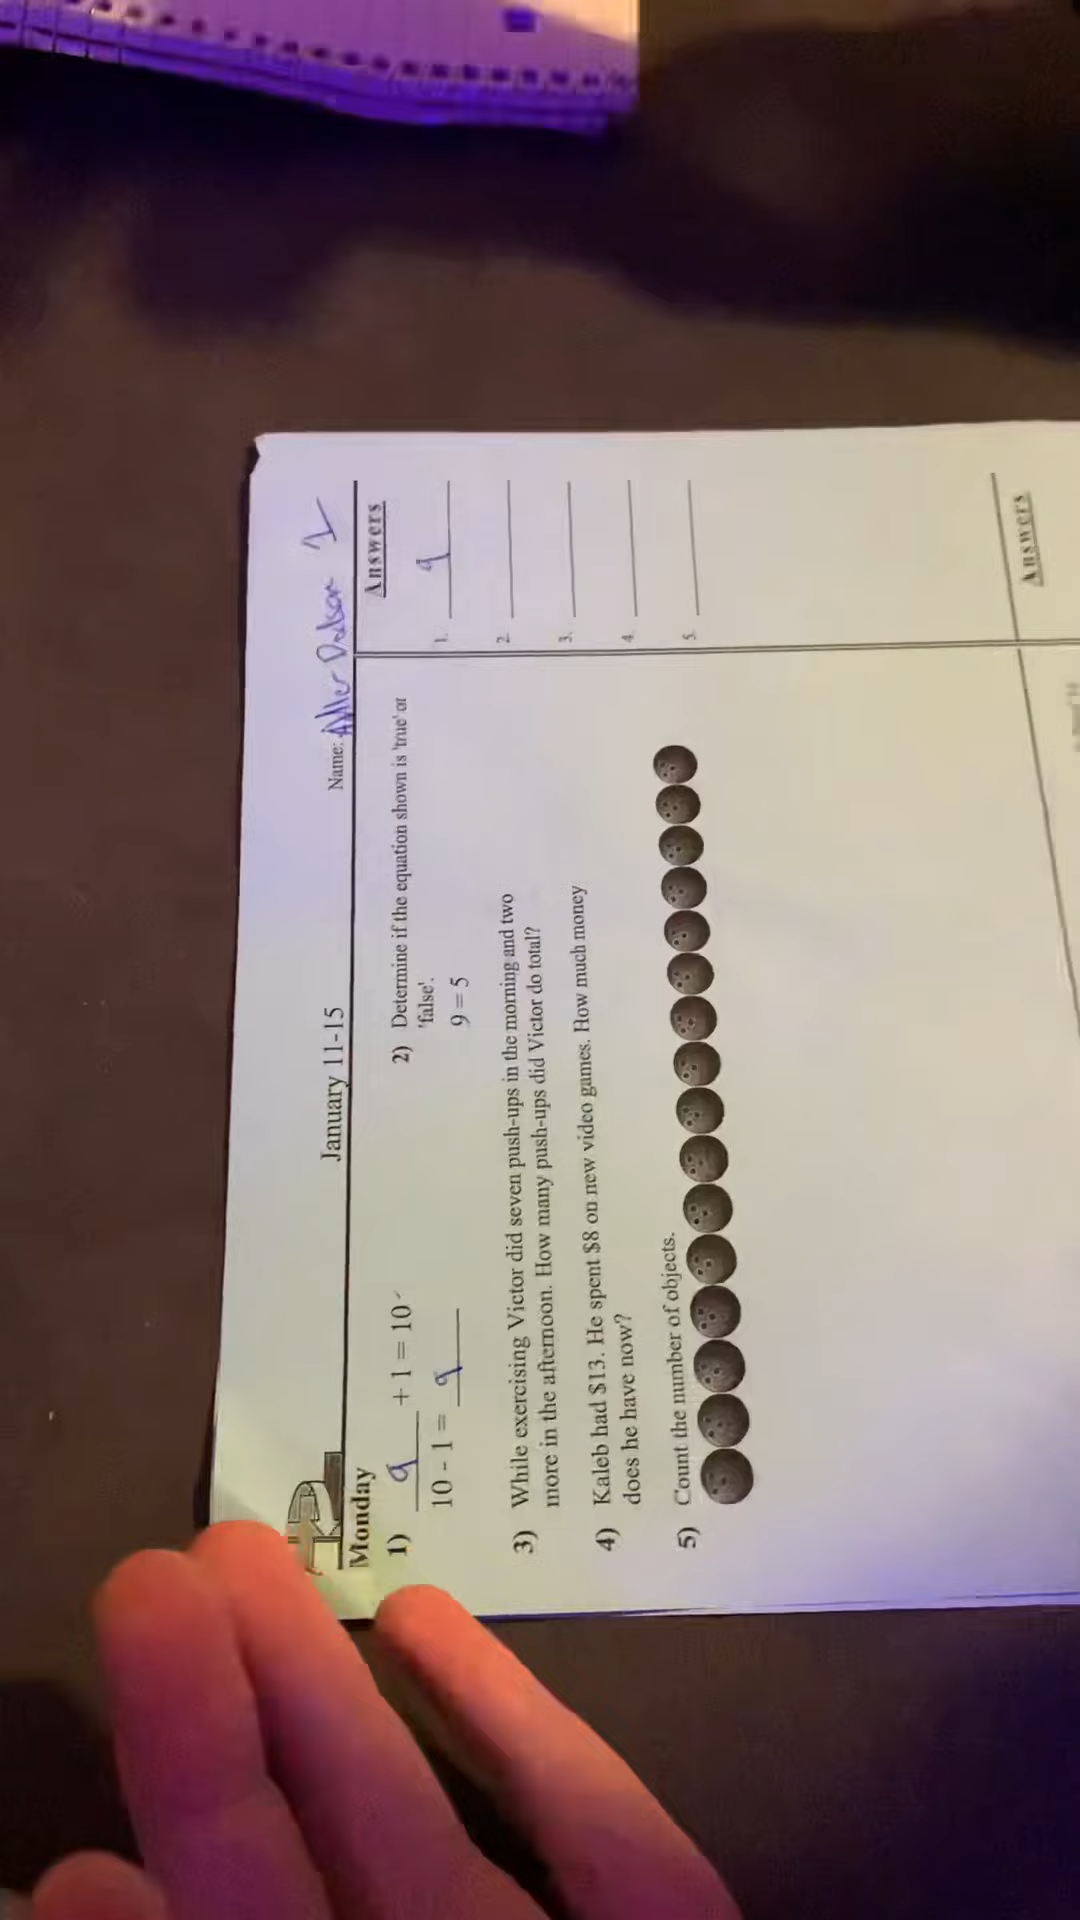 January 11-15
Name: Adler Dodson 1
Monday
Answers
1) 9 + 1 = 10
10 - 1 = 9
2) Determine if the equation shown is 'true' or
'false'.
9 = 5
3) While exercising Victor did seven push-ups in the morning and two
more in the afternoon. How many push-ups did Victor do total?
4) Kaleb had $13. He spent $8 on new video games. How much money
does he have now?
5) Count the number of objects.
1. 9
2.
3.
4.
5.
Answers